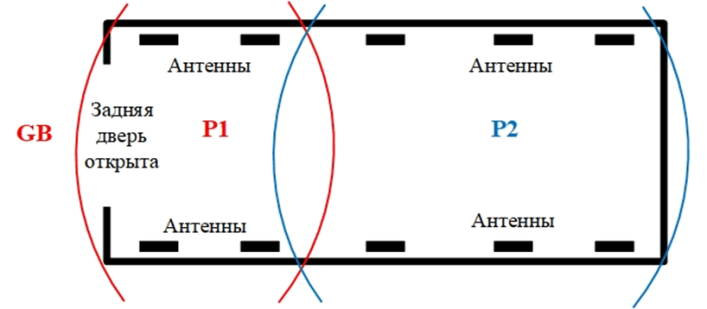 Антенны
Антенны
Задняя
дверь
открыта
GB
P1
P2
Антенны
Антенны